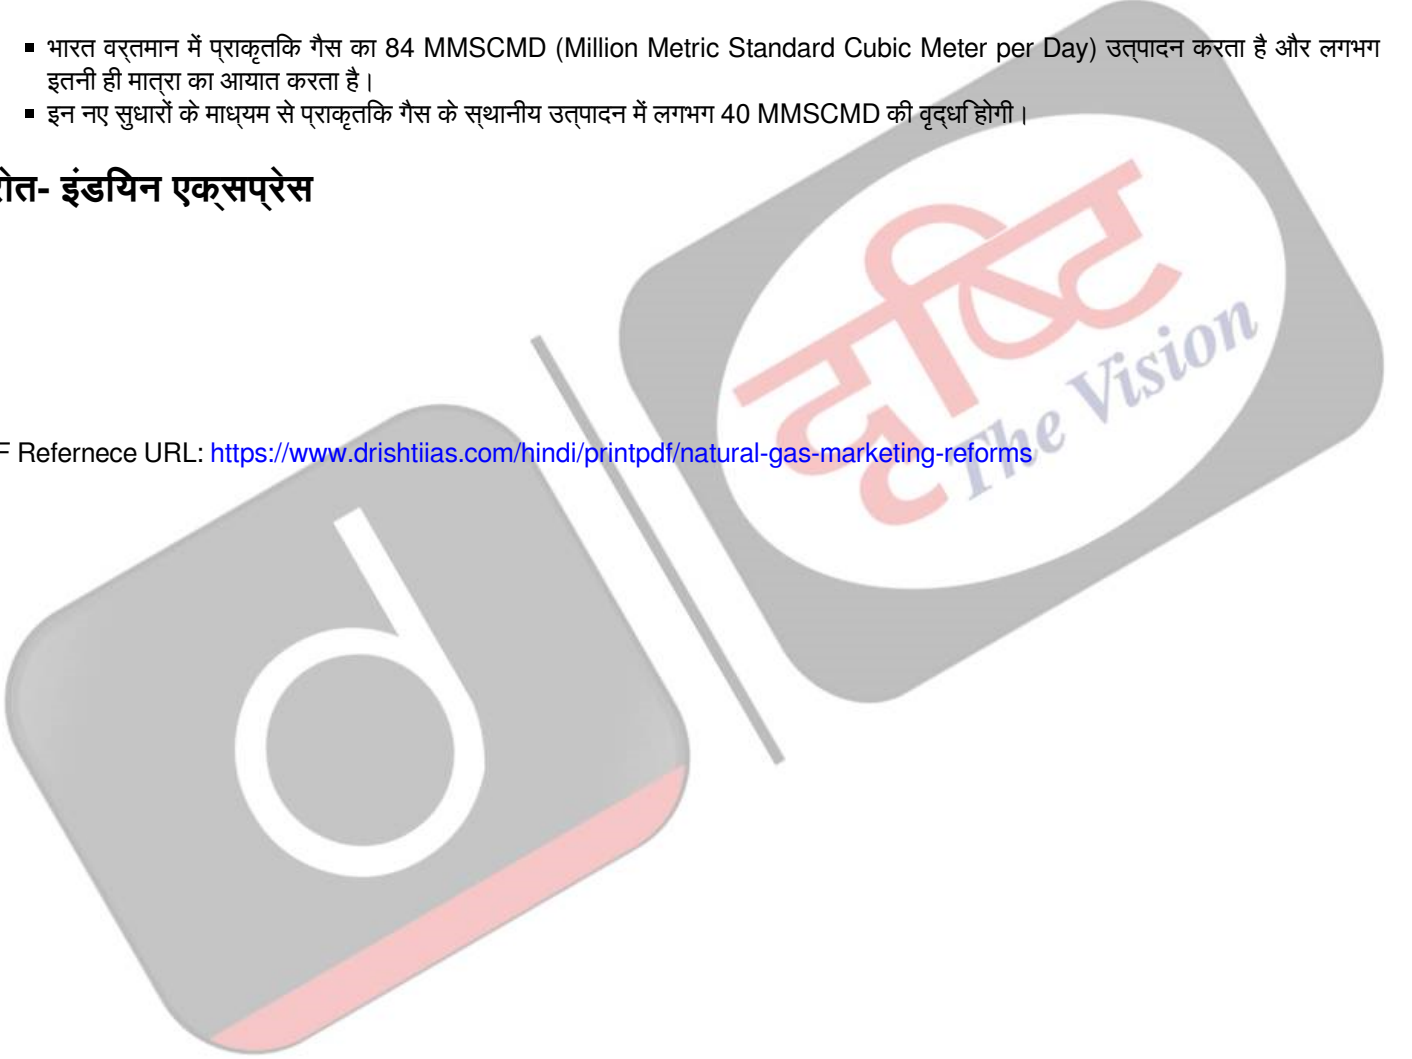 ▪ भारत वर्तमान में प्राकृतिक गैस का 84 MMSCMD (Million Metric Standard Cubic Meter per Day) उत्पादन करता है और लगभग
इतनी ही मात्रा का आयात करता है।
▪ इन नए सुधारों के माध्यम से प्राकृतिक गैस के स्थानीय उत्पादन में लगभग 40 MMSCMD की वृद्धि होगी।
रोत- इंडियन एक्सप्रेस
F Refernece URL: https://www.drishtiias.com/hindi/printpdf/natural-gas-marketing-reforms
दृष्टि
The Vision
d